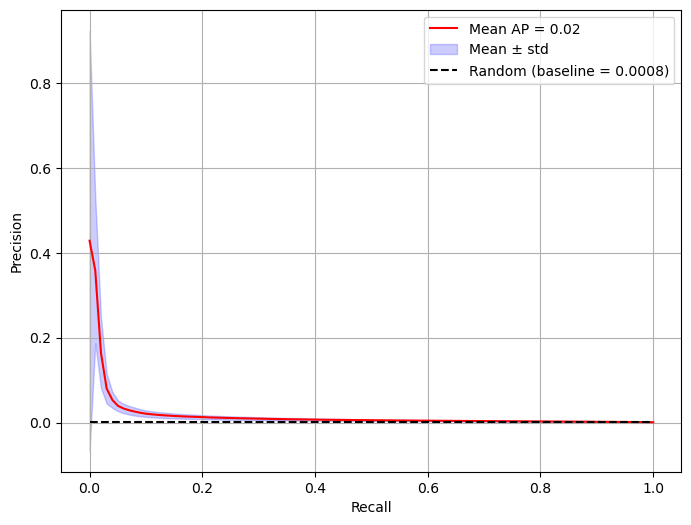 Mean AP = 0.02
Mean ± std
Random (baseline = 0.0008)
Precision
0.8
0.6
0.4
0.2
0.0
0.0 0.2 0.4 0.6 0.8 1.0
Recall